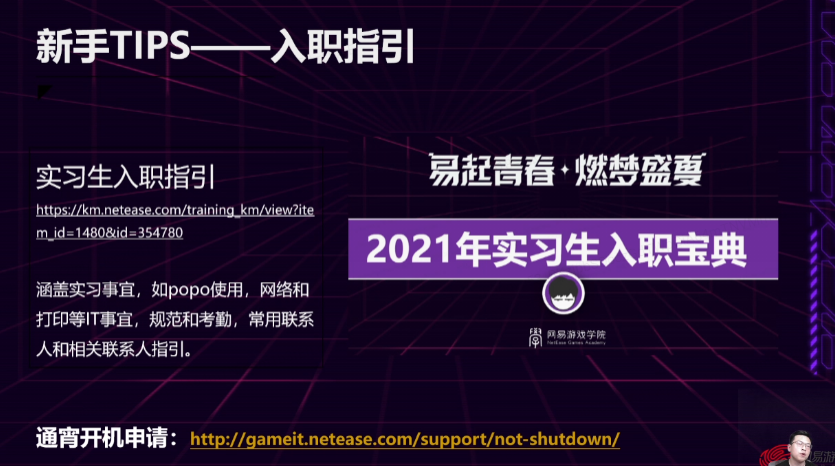 新手TIPS——入职指引
实习生入职指引
https://km.netease.com/training_km/view?ite
m_id=1480&id=354780
涵盖实习事宜，如popo使用，网络和
打印等IT事宜，规范和考勤，常用联系
人和相关联系人指引。
易起青春·燃梦盛夏
2021年实习生入职宝典
网易游戏学院
NetEase Games Academy
通宵开机申请：http://gameit.netease.com/support/not-shutdown/